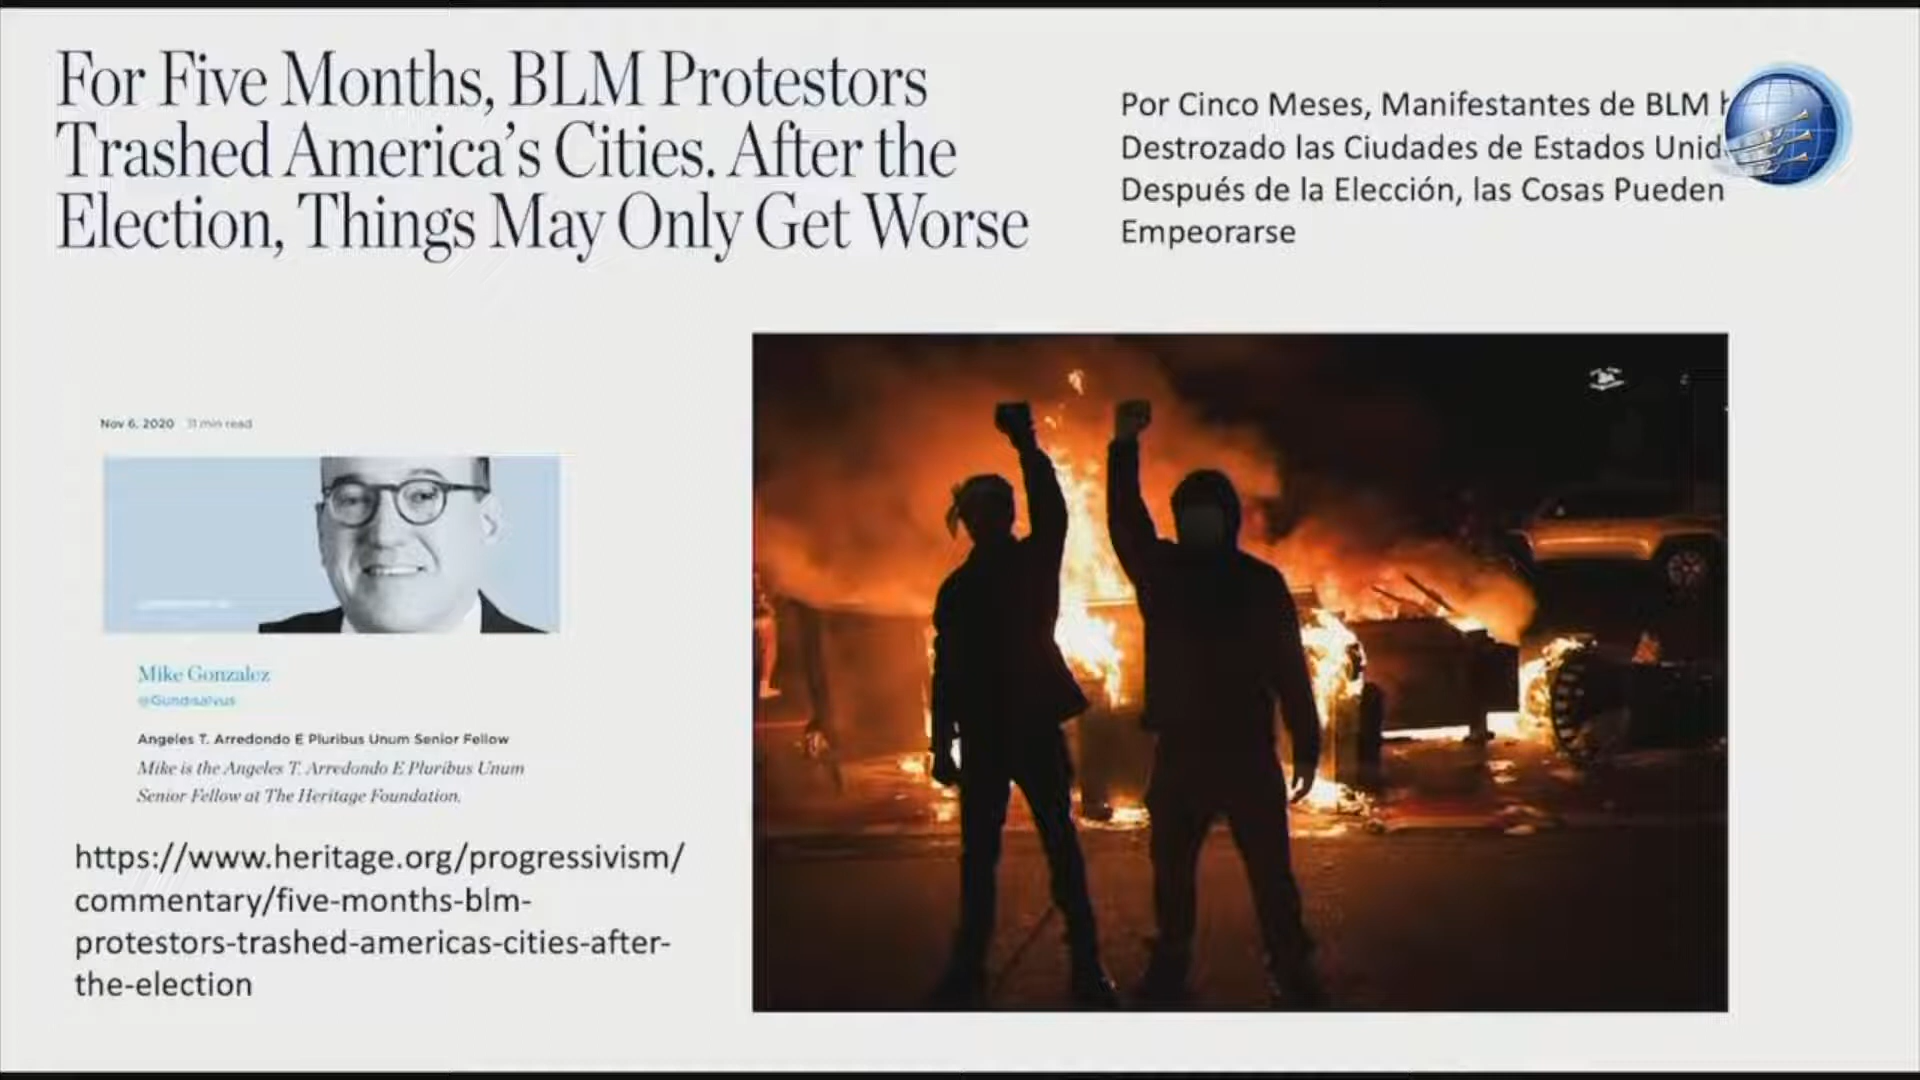 For Five Months, BLM Protestors
Trashed America's Cities. After the
Election, Things May Only Get Worse
Por Cinco Meses, Manifestantes de BLM
Destrozado las Ciudades de Estados
Después de la Elección, las Cosas Pueden
Empeorarse
Nov 6, 2020 11 min read
Mike Gonzalez
@Gundisalvus
Angeles T. Arredondo E Pluribus Unum Senior Fellow
Mike is the Angeles T. Arredondo E Pluribus Unum
Senior Fellow at The Heritage Foundation.
https://www.heritage.org/progressivism/
commentary/five-months-blm-
protestors-trashed-americas-cities-after-
the-election